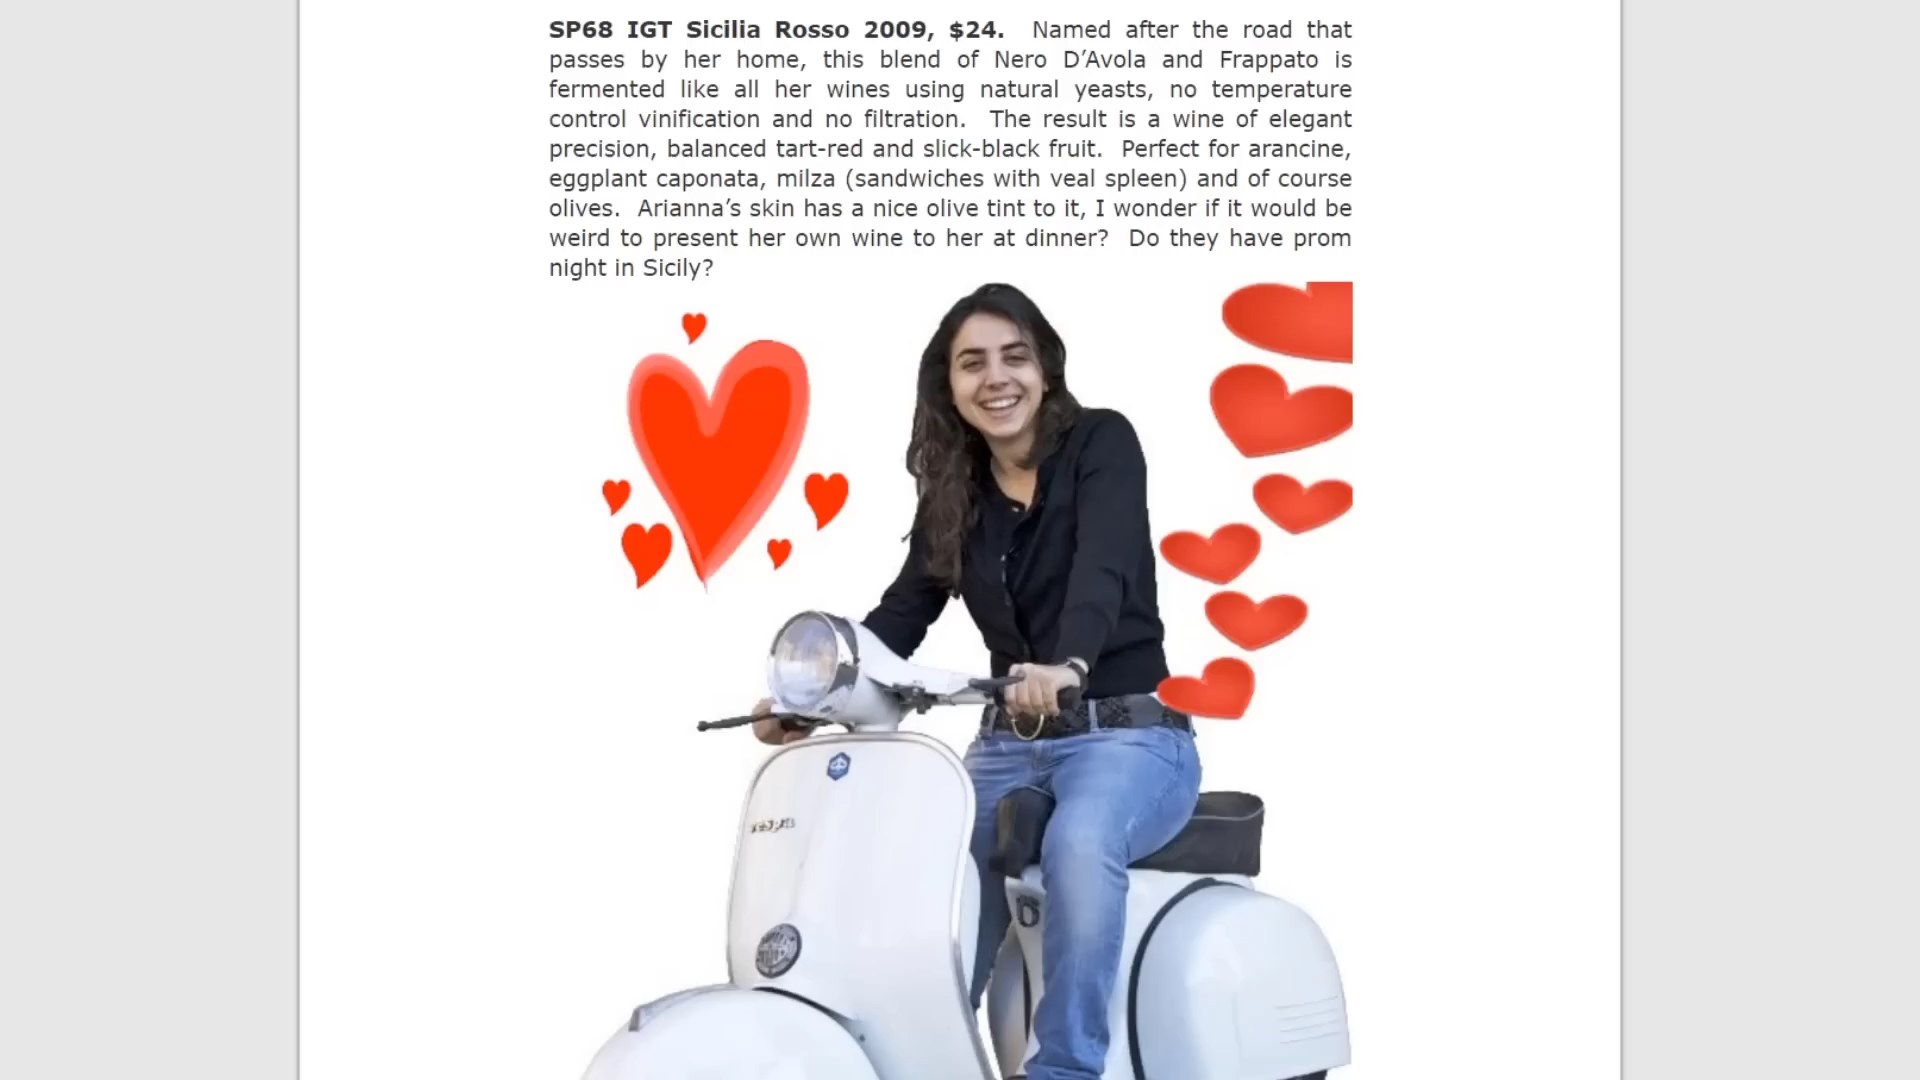 SP68 IGT Sicilia Rosso 2009, $24. Named after the road that
passes by her home, this blend of Nero D’Avola and Frappato is
fermented like all her wines using natural yeasts, no temperature
control vinification and no filtration. The result is a wine of elegant
precision, balanced tart-red and slick-black fruit. Perfect for arancine,
eggplant caponata, milza (sandwiches with veal spleen) and of course
olives. Arianna’s skin has a nice olive tint to it, I wonder if it would be
weird to present her own wine to her at dinner? Do they have prom
night in Sicily?